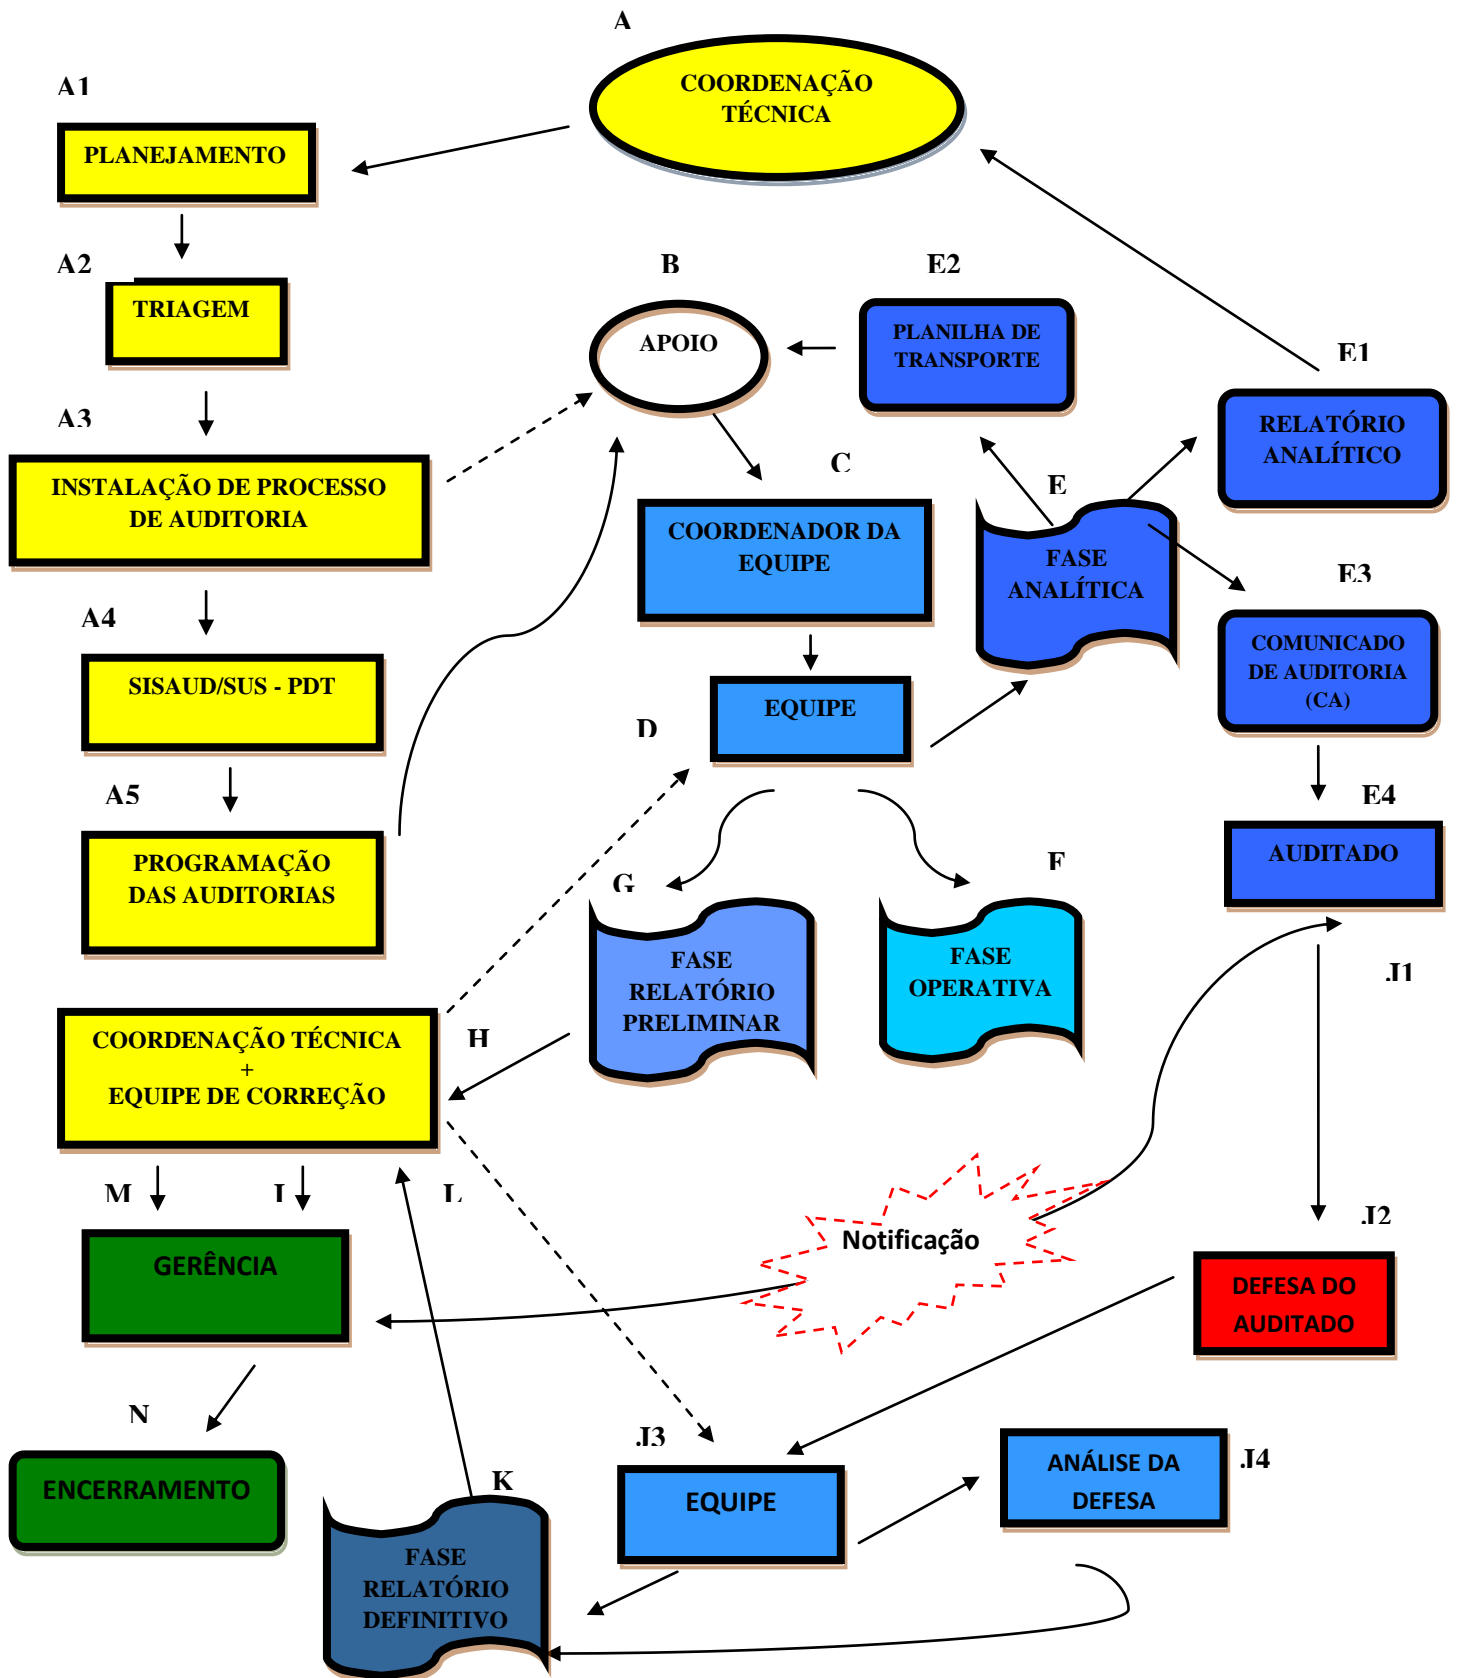 A
COORDENAÇÃO
TÉCNICA
A1
PLANEJAMENTO
A2
TRIAGEM
B
APOIO
E2
PLANILHA DE
TRANSPORTE
E1
RELATÓRIO
ANALÍTICO
A3
INSTALAÇÃO DE PROCESSO
DE AUDITORIA
C
COORDENADOR DA
EQUIPE
E
FASE
ANALÍTICA
E3
COMUNICADO
DE AUDITORIA
(CA)
A4
SISAUD/SUS - PDT
D
EQUIPE
A5
PROGRAMAÇÃO
DAS AUDITORIAS
E4
AUDITADO
G
FASE
RELATÓRIO
PRELIMINAR
F
FASE
OPERATIVA
J1
COORDENAÇÃO TÉCNICA
+
EQUIPE DE CORREÇÃO
H
M
I
L
GERÊNCIA
Notificação
J2
DEFESA DO
AUDITADO
N
ENCERRAMENTO
K
FASE
RELATÓRIO
DEFINITIVO
J3
EQUIPE
ANÁLISE DA
DEFESA
J4